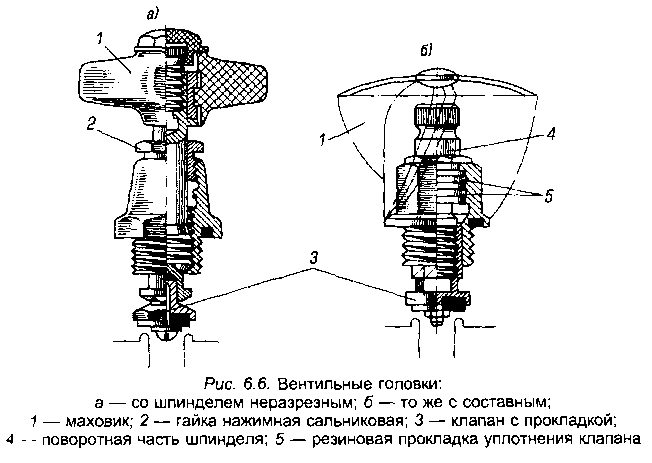 а)
б)
1
2
3
1
4
5
Рис. 6.6. Вентильные головки:
а — со шпинделем неразрезным; б — то же с составным;
1 — маховик; 2 -- гайка нажимная сальниковая; 3 — клапан с прокладкой;
4 -- поворотная часть шпинделя; 5 — резиновая прокладка уплотнения клапана